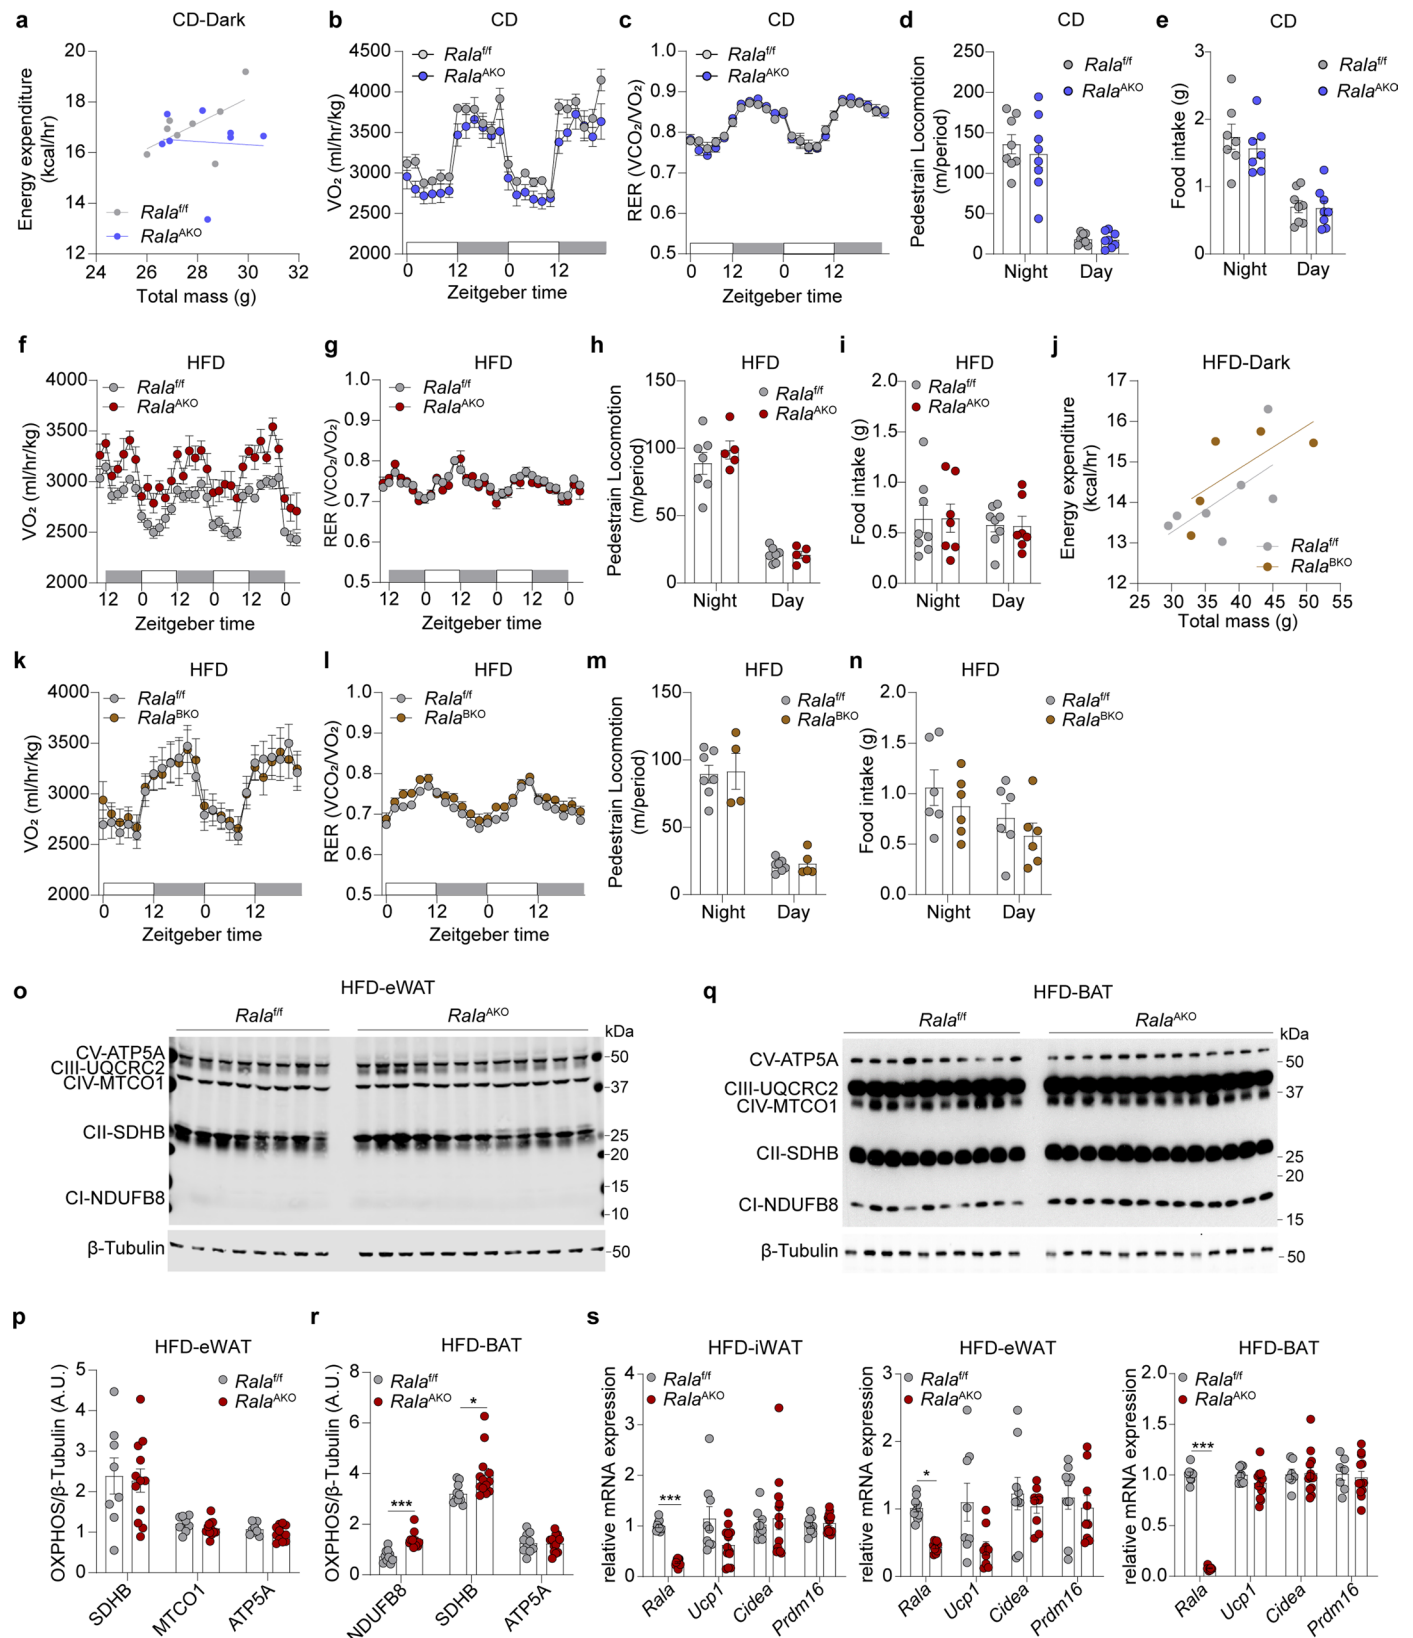 a
CD-Dark
Energy expenditure
(kcal/hr)
20
18
16
14
12
Rala^f/f
Rala^AKO
24 26 28 30 32
Total mass (g)
b
CD
VO₂ (ml/hr/kg)
4500
4000
3500
3000
2500
2000
Rala^f/f
Rala^AKO
0 12 0 12
Zeitgeber time
c
CD
RER (VCO₂/VO₂)
1.0
0.9
0.8
0.7
0.6
0.5
Rala^f/f
Rala^AKO
0 12 0 12
Zeitgeber time
d
CD
Pedestrain Locomotion
(m/period)
250
200
150
100
50
0
Rala^f/f
Rala^AKO
Night Day
e
CD
Food intake (g)
3
2
1
0
Rala^f/f
Rala^AKO
Night Day
f
HFD
VO₂ (ml/hr/kg)
4000
3500
3000
2500
2000
Rala^f/f
Rala^AKO
12 0 12 0 12 0
Zeitgeber time
g
HFD
RER (VCO₂/VO₂)
1.0
0.9
0.8
0.7
0.6
0.5
Rala^f/f
Rala^AKO
12 0 12 0 12 0
Zeitgeber time
h
HFD
Pedestrain Locomotion
(m/period)
150
100
50
0
Rala^f/f
Rala^AKO
Night Day
i
HFD
Food intake (g)
2.0
1.5
1.0
0.5
0.0
Rala^f/f
Rala^AKO
Night Day
j
HFD-Dark
Energy expenditure
(kcal/hr)
17
16
15
14
13
12
Rala^f/f
Rala^BKO
25 30 35 40 45 50 55
Total mass (g)
k
HFD
VO₂ (ml/hr/kg)
4000
3500
3000
2500
2000
Rala^f/f
Rala^BKO
0 12 0 12
Zeitgeber time
l
HFD
RER (VCO₂/VO₂)
1.0
0.9
0.8
0.7
0.6
0.5
Rala^f/f
Rala^BKO
0 12 0 12
Zeitgeber time
m
HFD
Pedestrain Locomotion
(m/period)
150
100
50
0
Rala^f/f
Rala^BKO
Night Day
n
HFD
Food intake (g)
2.0
1.5
1.0
0.5
0.0
Rala^f/f
Rala^BKO
Night Day
o
HFD-eWAT
Rala^f/f Rala^AKO
kDa
CV-ATP5A
CIII-UQCRC2
CIV-MTCO1
CII-SDHB
CI-NDUFB8
β-Tubulin
50
37
25
20
15
10
50
q
HFD-BAT
Rala^f/f Rala^AKO
kDa
CV-ATP5A
CIII-UQCRC2
CIV-MTCO1
CII-SDHB
CI-NDUFB8
β-Tubulin
50
37
25
20
15
50
p
HFD-eWAT
OXPHOS/β-Tubulin (A.U.)
5
4
3
2
1
0
Rala^f/f
Rala^AKO
SDHB MTCO1 ATP5A
r
HFD-BAT
OXPHOS/β-Tubulin (A.U.)
8
6
4
2
0
Rala^f/f
Rala^AKO
***
*
NDUFB8 SDHB ATP5A
s
HFD-iWAT
relative mRNA expression
4
3
2
1
0
Rala^f/f
Rala^AKO
***
Rala Ucp1 Cidea Prdm16
HFD-eWAT
relative mRNA expression
3
2
1
0
Rala^f/f
Rala^AKO
*
Rala Ucp1 Cidea Prdm16
HFD-BAT
relative mRNA expression
2.0
1.5
1.0
0.5
0.0
Rala^f/f
Rala^AKO
***
Rala Ucp1 Cidea Prdm16